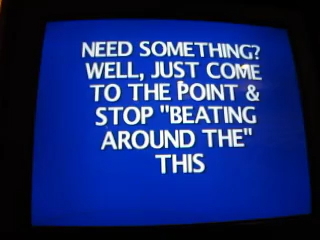 NEED SOMETHING?
WELL, JUST COME
TO THE POINT &
STOP "BEATING
AROUND THE"
THIS